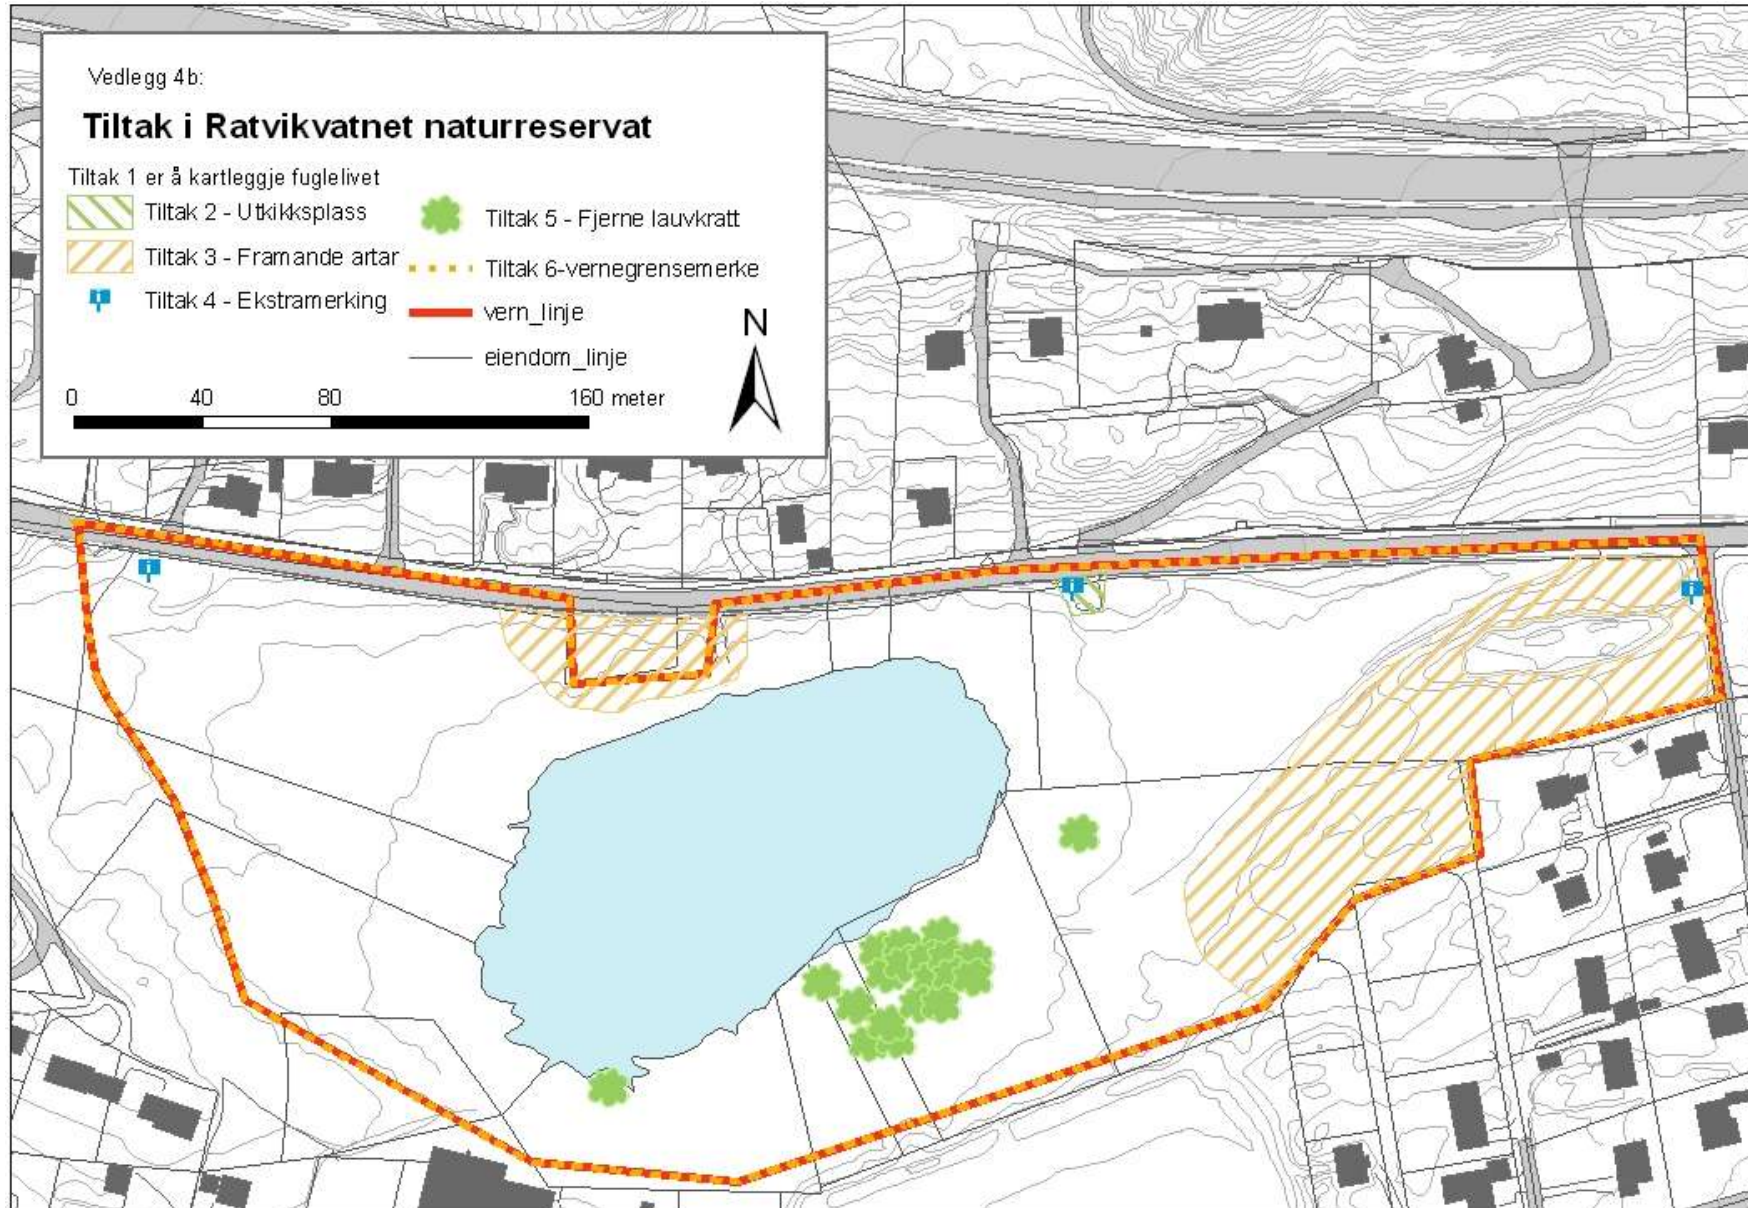 Vedlegg 4b:
Tiltak i Ratvikvatnet naturreservat
Tiltak 1 er å kartleggje fuglelivet
Tiltak 2 - Utkikksplass
Tiltak 3 - Framande artar
Tiltak 4 - Ekstramerking
Tiltak 5 - Fjerne lauvkratt
Tiltak 6-vernegrensemerke
vern_linje
eiendom_linje
N
0 40 80 160 meter